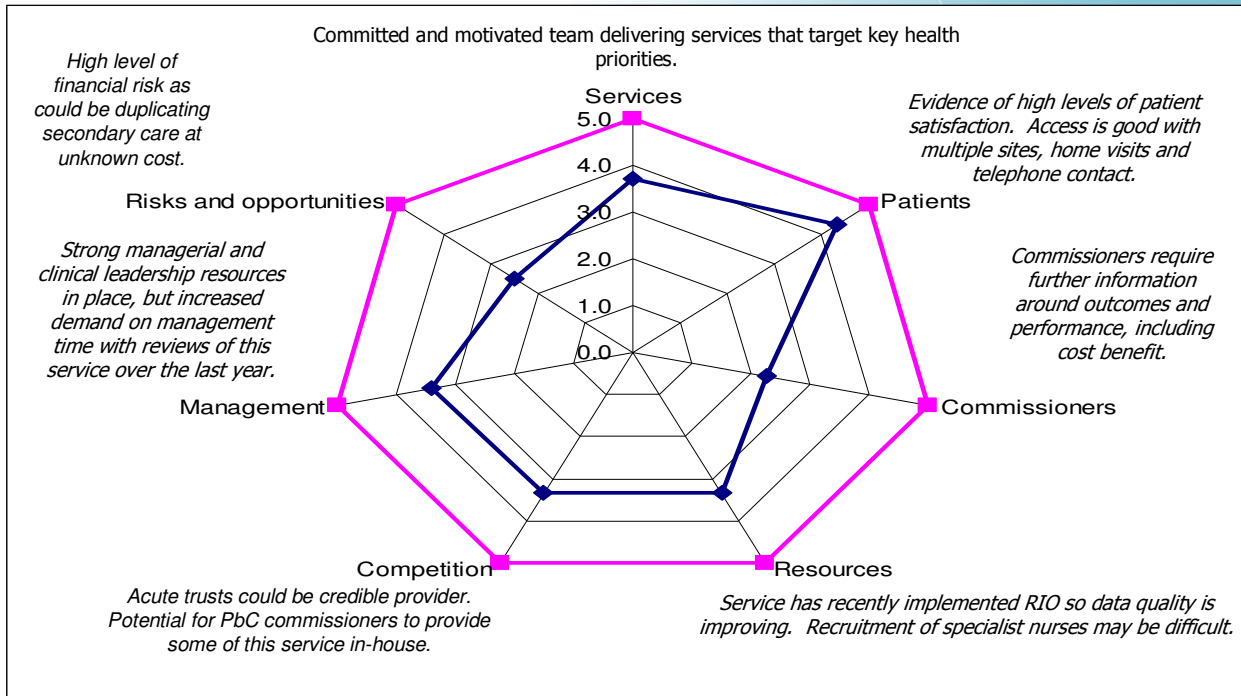 Committed and motivated team delivering services that target key health
priorities.
High level of
financial risk as
could be duplicating
secondary care at
unknown cost.
Services
Evidence of high levels of patient
satisfaction. Access is good with
multiple sites, home visits and
telephone contact.
5.0
4.0
3.0
2.0
1.0
0.0
Risks and opportunities
Patients
Strong managerial and
clinical leadership resources
in place, but increased
demand on management
time with reviews of this
service over the last year.
Commissioners require
further information
around outcomes and
performance, including
cost benefit.
Management
Commissioners
Competition
Resources
Acute trusts could be credible provider.
Potential for PbC commissioners to provide
some of this service in-house.
Service has recently implemented RIO so data quality is
improving. Recruitment of specialist nurses may be difficult.